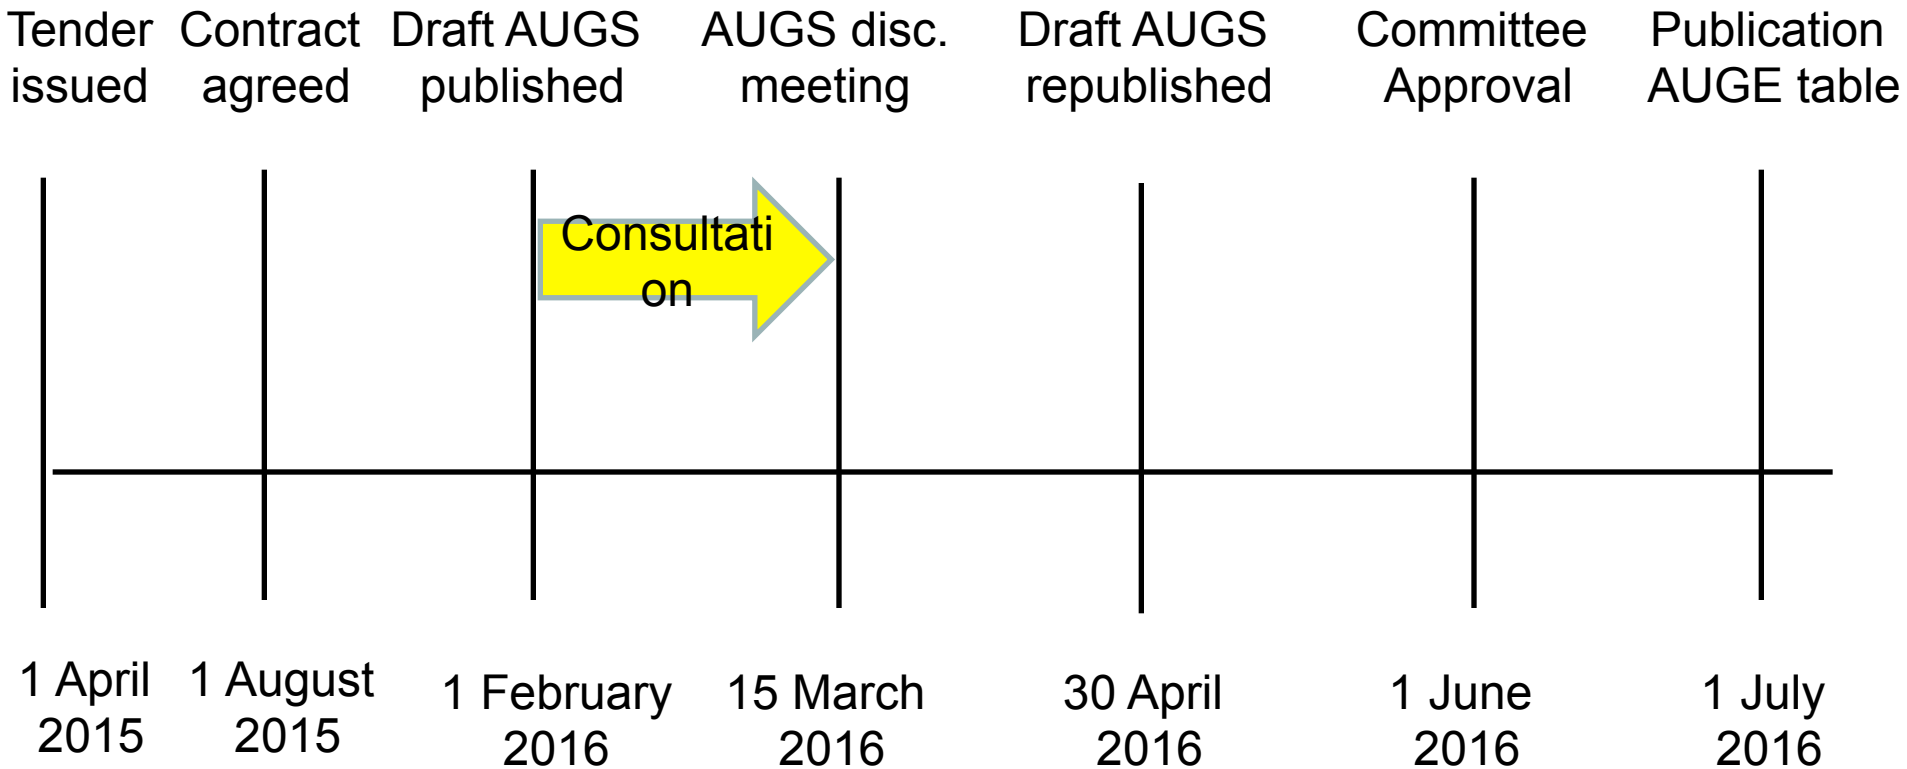 Tender
issued
Contract
agreed
Draft AUGS
published
AUGS disc.
meeting
Draft AUGS
republished
Committee
Approval
Publication
AUGE table
Consultati
on
1 April
2015
1 August
2015
1 February
2016
15 March
2016
30 April
2016
1 June
2016
1 July
2016